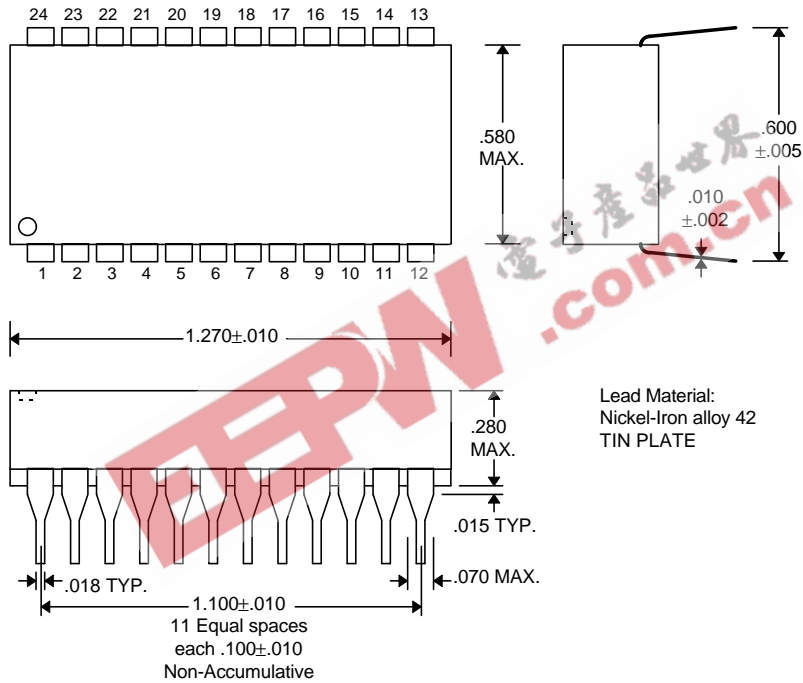 24 23 22 21 20 19 18 17 16 15 14 13
1 2 3 4 5 6 7 8 9 10 11 12
.580
MAX.
.600
±.005
.010
±.002
1.270±.010
.280
MAX.
Lead Material:
Nickel-Iron alloy 42
TIN PLATE
.015 TYP.
.018 TYP.
.070 MAX.
1.100±.010
11 Equal spaces
each .100±.010
Non-Accumulative
EEPW
.com.cn
電子產品世界